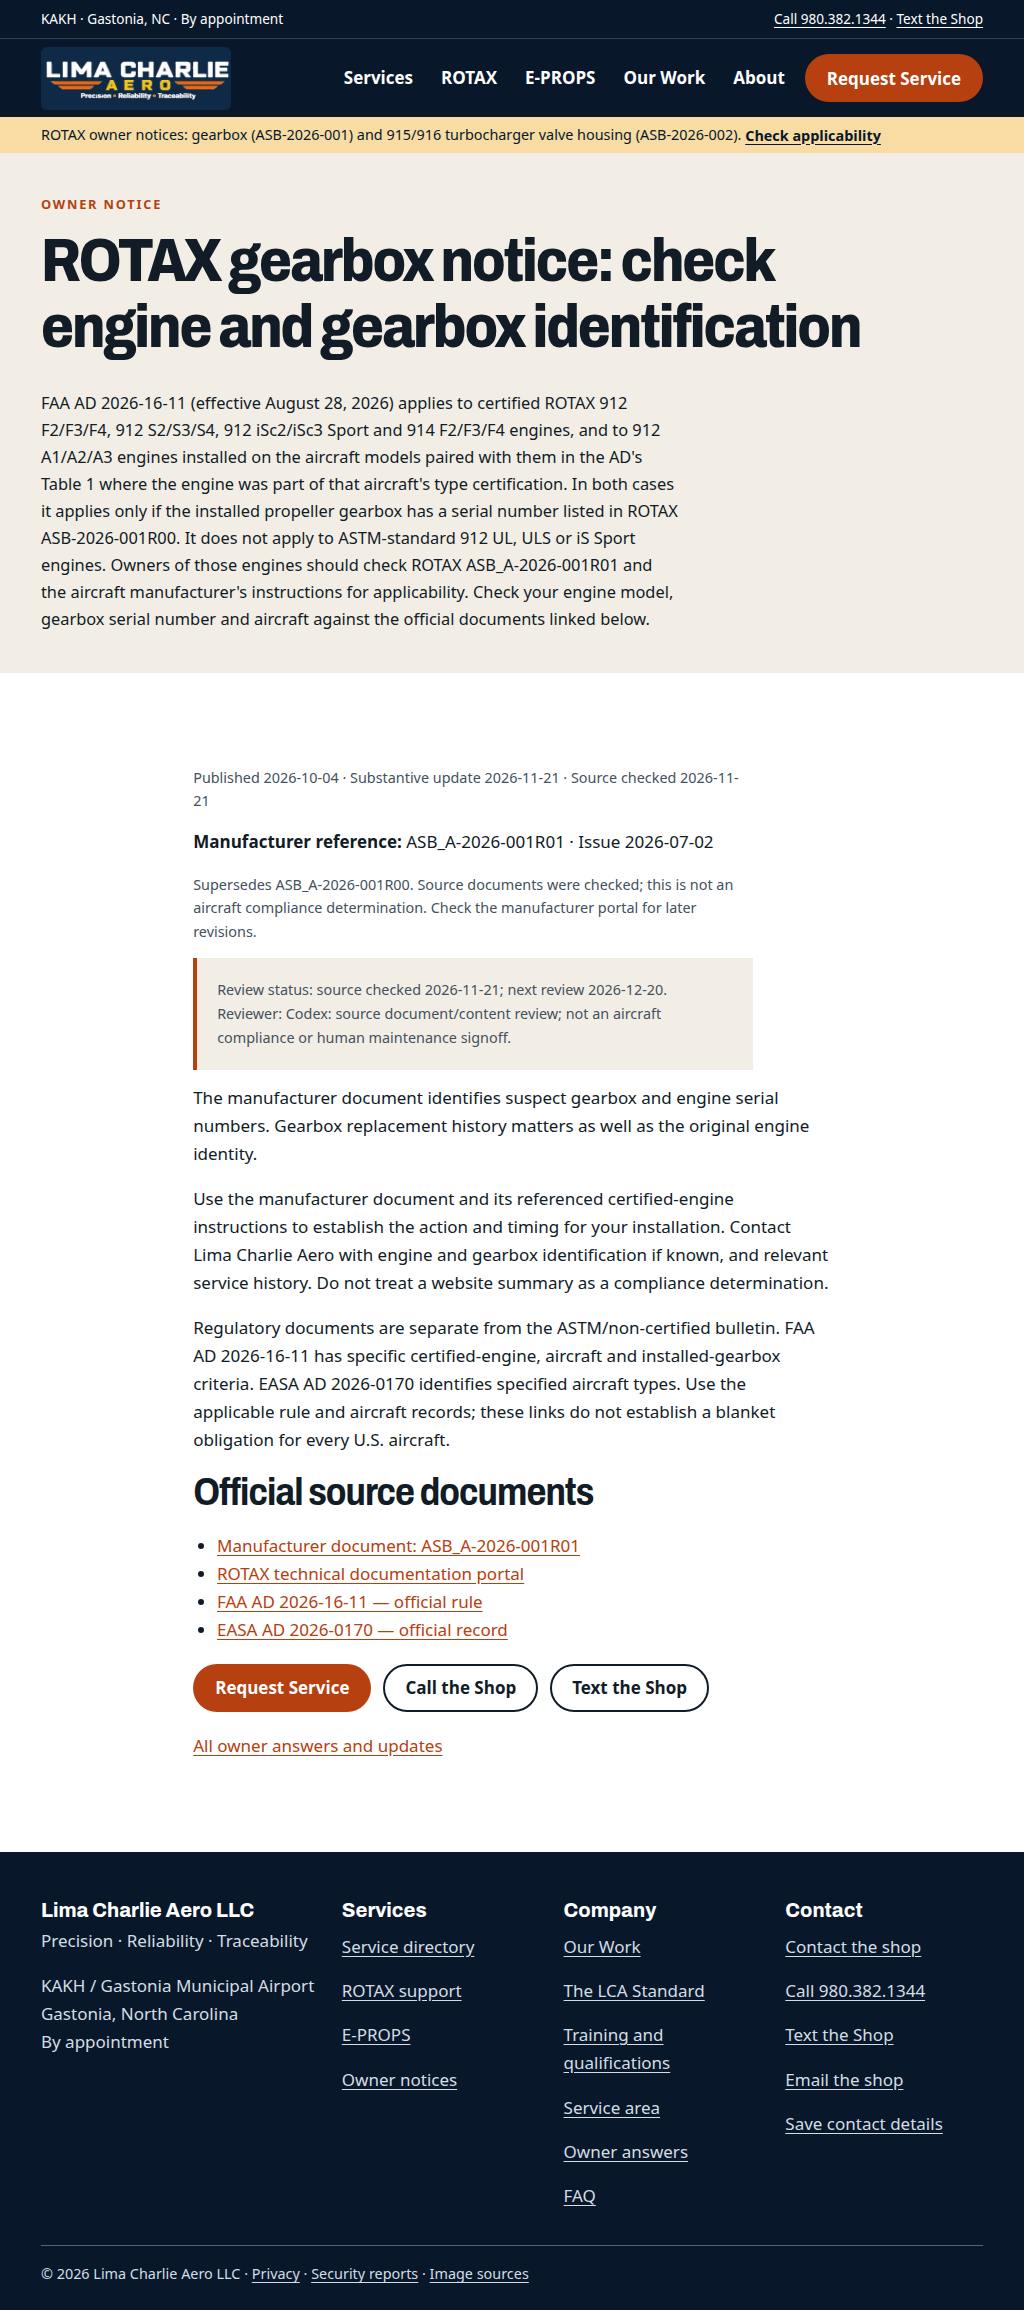 KAKH · Gastonia, NC · By appointment
Call 980.382.1344 · Text the Shop
LIMA CHARLIE
AERO
Precision • Reliability • Traceability
Services
ROTAX
E-PROPS
Our Work
About
Request Service
ROTAX owner notices: gearbox (ASB-2026-001) and 915/916 turbocharger valve housing (ASB-2026-002). Check applicability
OWNER NOTICE
ROTAX gearbox notice: check
engine and gearbox identification
FAA AD 2026-16-11 (effective August 28, 2026) applies to certified ROTAX 912
F2/F3/F4, 912 S2/S3/S4, 912 iSc2/iSc3 Sport and 914 F2/F3/F4 engines, and to 912
A1/A2/A3 engines installed on the aircraft models paired with them in the AD's
Table 1 where the engine was part of that aircraft's type certification. In both cases
it applies only if the installed propeller gearbox has a serial number listed in ROTAX
ASB-2026-001R00. It does not apply to ASTM-standard 912 UL, ULS or iS Sport
engines. Owners of those engines should check ROTAX ASB_A-2026-001R01 and
the aircraft manufacturer's instructions for applicability. Check your engine model,
gearbox serial number and aircraft against the official documents linked below.
Published 2026-10-04 · Substantive update 2026-11-21 · Source checked 2026-11-
21
Manufacturer reference: ASB_A-2026-001R01 · Issue 2026-07-02
Supersedes ASB_A-2026-001R00. Source documents were checked; this is not an
aircraft compliance determination. Check the manufacturer portal for later
revisions.
Review status: source checked 2026-11-21; next review 2026-12-20.
Reviewer: Codex: source document/content review; not an aircraft
compliance or human maintenance signoff.
The manufacturer document identifies suspect gearbox and engine serial
numbers. Gearbox replacement history matters as well as the original engine
identity.
Use the manufacturer document and its referenced certified-engine
instructions to establish the action and timing for your installation. Contact
Lima Charlie Aero with engine and gearbox identification if known, and relevant
service history. Do not treat a website summary as a compliance determination.
Regulatory documents are separate from the ASTM/non-certified bulletin. FAA
AD 2026-16-11 has specific certified-engine, aircraft and installed-gearbox
criteria. EASA AD 2026-0170 identifies specified aircraft types. Use the
applicable rule and aircraft records; these links do not establish a blanket
obligation for every U.S. aircraft.
Official source documents
• Manufacturer document: ASB_A-2026-001R01
• ROTAX technical documentation portal
• FAA AD 2026-16-11 — official rule
• EASA AD 2026-0170 — official record
Request Service
Call the Shop
Text the Shop
All owner answers and updates
Lima Charlie Aero LLC
Precision · Reliability · Traceability
KAKH / Gastonia Municipal Airport
Gastonia, North Carolina
By appointment
Services
Service directory
ROTAX support
E-PROPS
Owner notices
Company
Our Work
The LCA Standard
Training and
qualifications
Service area
Owner answers
FAQ
Contact
Contact the shop
Call 980.382.1344
Text the Shop
Email the shop
Save contact details
© 2026 Lima Charlie Aero LLC · Privacy · Security reports · Image sources